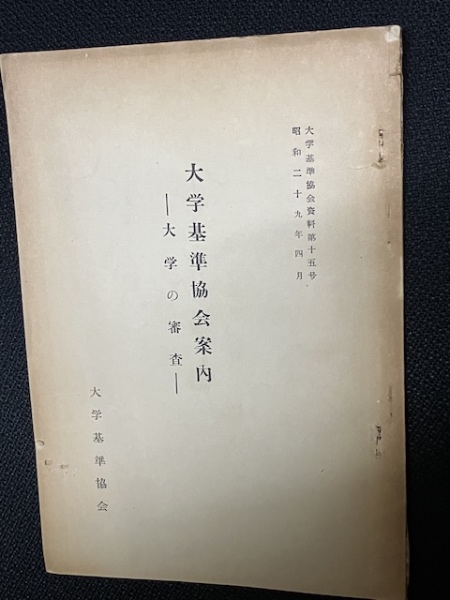 大学基準協会資料第十五号
昭和二十九年四月
大学基準協会案内
―大学の審査―
大学基準協会